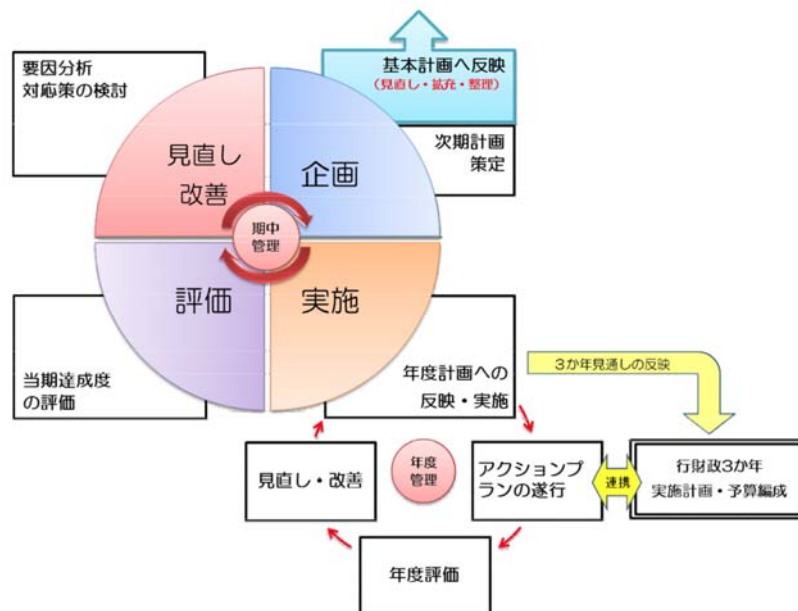 要因分析
対応策の検討
基本計画へ反映
(見直し・拡充・整理)
次期計画
策定
見直し
改善
企画
期中
管理
評価
実施
当期達成度
の評価
年度計画への
反映・実施
3か年見通しの反映
見直し・改善
年度
管理
アクションプ
ランの遂行
連携
行財政3か年
実施計画・予算編成
年度評価